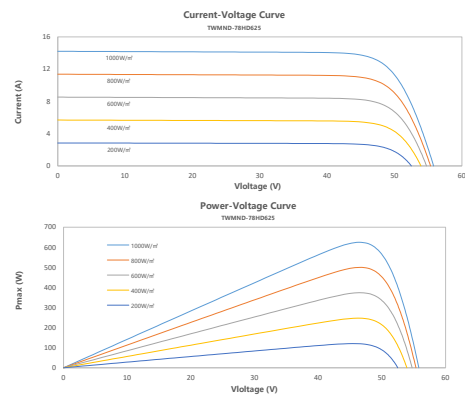 Current-Voltage Curve
TWMND-78HD625
Current (A)
16
12
8
4
0
1000W/㎡
800W/㎡
600W/㎡
400W/㎡
200W/㎡
0 10 20 30 40 50 60
Vloltage (V)
Power-Voltage Curve
TWMND-78HD625
Pmax (W)
700
600
500
400
300
200
100
0
1000W/㎡
800W/㎡
600W/㎡
400W/㎡
200W/㎡
0 10 20 30 40 50 60
Vloltage (V)